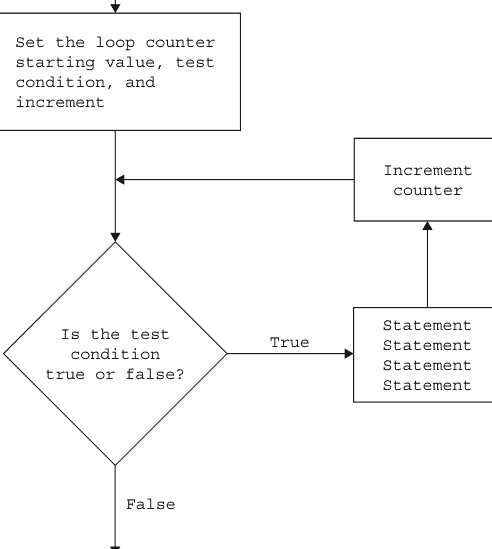 Set the loop counter
starting value, test
condition, and
increment
Increment
counter
Is the test
condition
true or false?
True
Statement
Statement
Statement
Statement
False